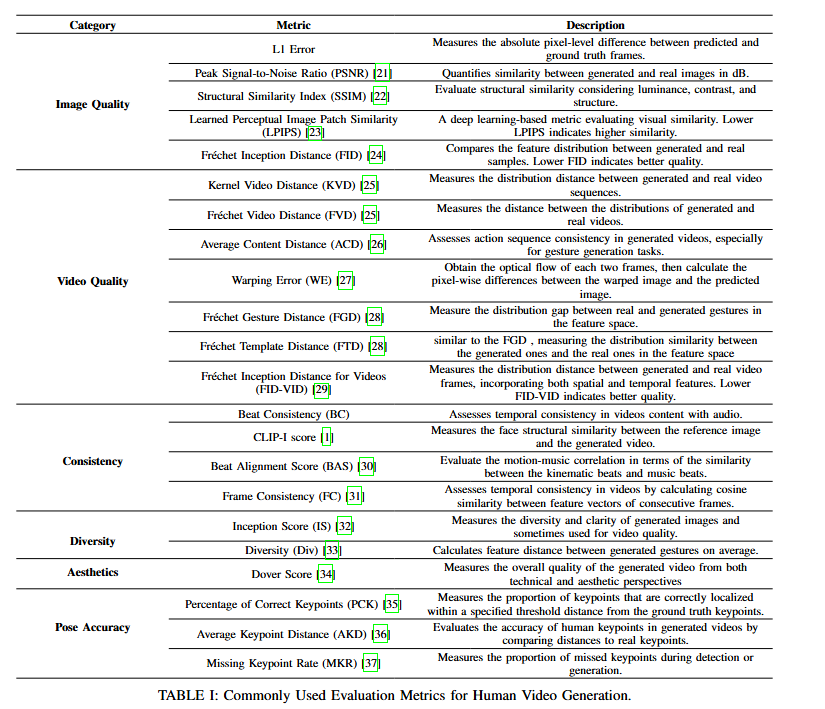 Category Metric Description
L1 Error
Measures the absolute pixel-level difference between predicted and
ground truth frames.
Peak Signal-to-Noise Ratio (PSNR) [21]
Quantifies similarity between generated and real images in dB.
Image Quality
Structural Similarity Index (SSIM) [22]
Evaluate structural similarity considering luminance, contrast, and
structure.
Learned Perceptual Image Patch Similarity
(LPIPS) [23]
A deep learning-based metric evaluating visual similarity. Lower
LPIPS indicates higher similarity.
Fréchet Inception Distance (FID) [24]
Compares the feature distribution between generated and real
samples. Lower FID indicates better quality.
Video Quality
Kernel Video Distance (KVD) [25]
Measures the distribution distance between generated and real video
sequences.
Fréchet Video Distance (FVD) [25]
Measures the distance between the distributions of generated and
real videos.
Average Content Distance (ACD) [26]
Assesses action sequence consistency in generated videos, especially
for gesture generation tasks.
Warping Error (WE) [27]
Obtain the optical flow of each two frames, then calculate the
pixel-wise differences between the warped image and the predicted
image.
Fréchet Gesture Distance (FGD) [28]
Measure the distribution gap between real and generated gestures in
the feature space.
Fréchet Template Distance (FTD) [28]
similar to the FGD , measuring the distribution similarity between
the generated ones and the real ones in the feature space
Fréchet Inception Distance for Videos
(FID-VID) [29]
Measures the distribution distance between generated and real video
frames, incorporating both spatial and temporal features. Lower
FID-VID indicates better quality.
Consistency
Beat Consistency (BC)
Assesses temporal consistency in videos content with audio.
CLIP-I score [1]
Measures the face structural similarity between the reference image
and the generated video.
Beat Alignment Score (BAS) [30]
Evaluate the motion-music correlation in terms of the similarity
between the kinematic beats and music beats.
Frame Consistency (FC) [31]
Assesses temporal consistency in videos by calculating cosine
similarity between feature vectors of consecutive frames.
Diversity
Inception Score (IS) [32]
Measures the diversity and clarity of generated images and
sometimes used for video quality.
Diversity (Div) [33]
Calculates feature distance between generated gestures on average.
Aesthetics
Dover Score [34]
Measures the overall quality of the generated video from both
technical and aesthetic perspectives
Pose Accuracy
Percentage of Correct Keypoints (PCK) [35]
Measures the proportion of keypoints that are correctly localized
within a specified threshold distance from the ground truth keypoints.
Average Keypoint Distance (AKD) [36]
Evaluates the accuracy of human keypoints in generated videos by
comparing distances to real keypoints.
Missing Keypoint Rate (MKR) [37]
Measures the proportion of missed keypoints during detection or
generation.
TABLE I: Commonly Used Evaluation Metrics for Human Video Generation.